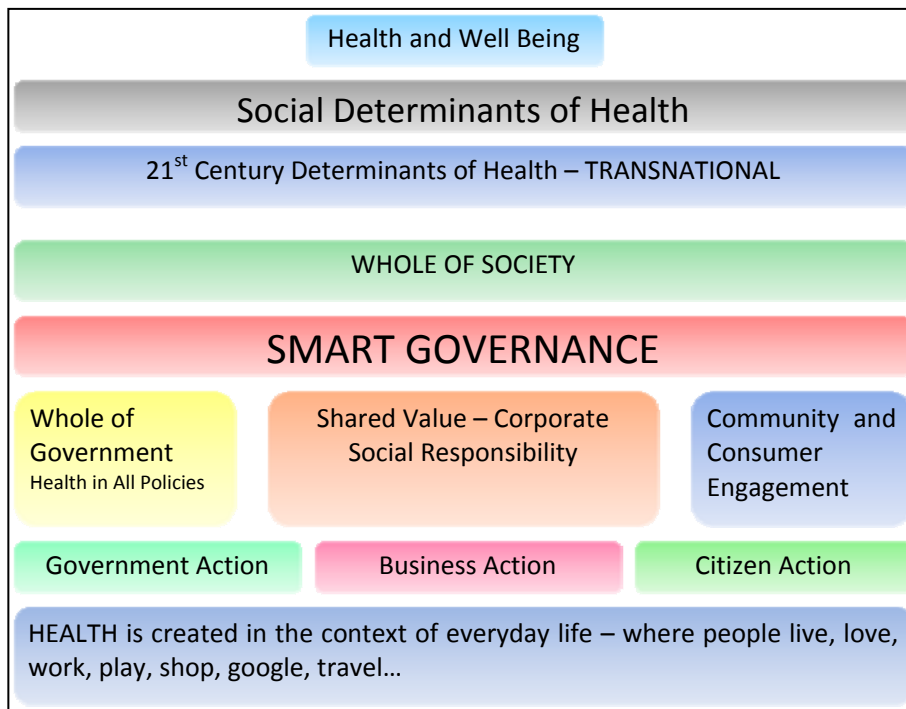 Health and Well Being
Social Determinants of Health
21st Century Determinants of Health – TRANSNATIONAL
WHOLE OF SOCIETY
SMART GOVERNANCE
Whole of
Government
Health in All Policies
Shared Value – Corporate
Social Responsibility
Community and
Consumer
Engagement
Government Action
Business Action
Citizen Action
HEALTH is created in the context of everyday life – where people live, love,
work, play, shop, google, travel…